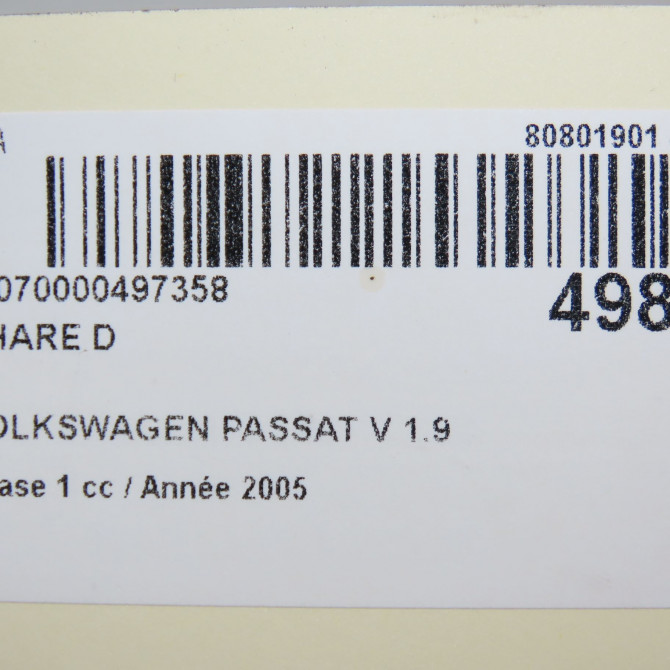 80801901
070000497358
498
HARE D
OLKSWAGEN PASSAT V 1.9
ase 1 cc / Année 2005